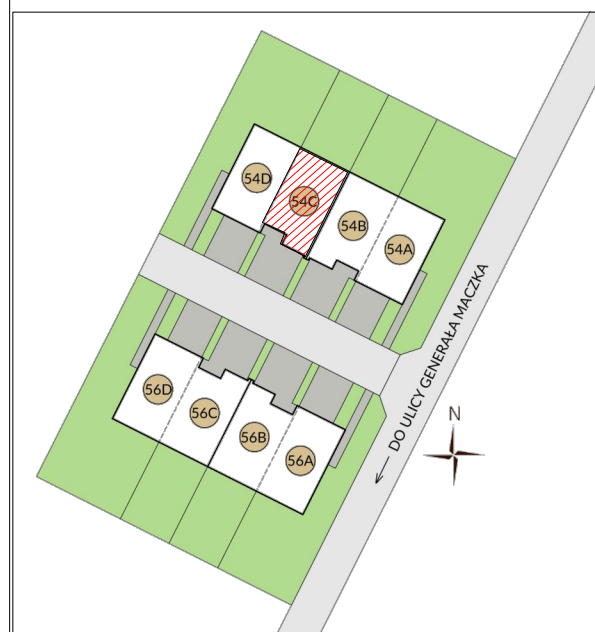 54D
54C
54B
54A
DO ULICY GENERAŁA MACZKA
56D
56C
56B
56A
N